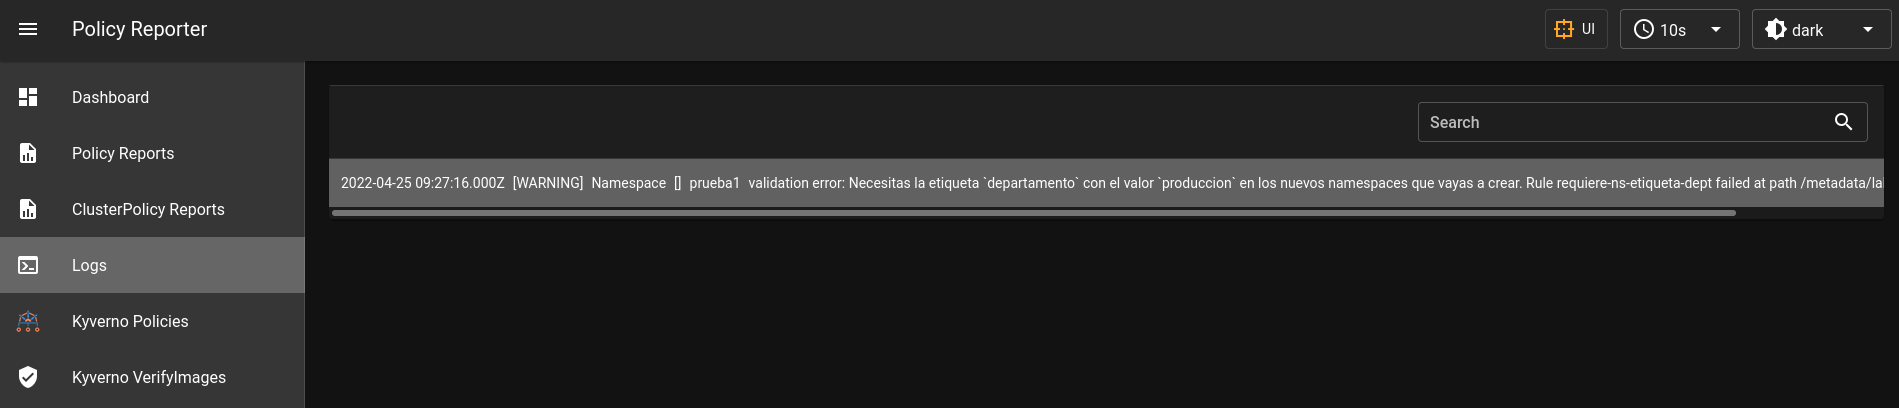 Policy Reporter
UI
10s
dark
Dashboard
Policy Reports
ClusterPolicy Reports
Logs
Kyverno Policies
Kyverno VerifyImages
Search
2022-04-25 09:27:16.000Z [WARNING] Namespace [] prueba1 validation error: Necesitas la etiqueta `departamento` con el valor `produccion` en los nuevos namespaces que vayas a crear. Rule requiere-ns-etiqueta-dept failed at path /metadata/la